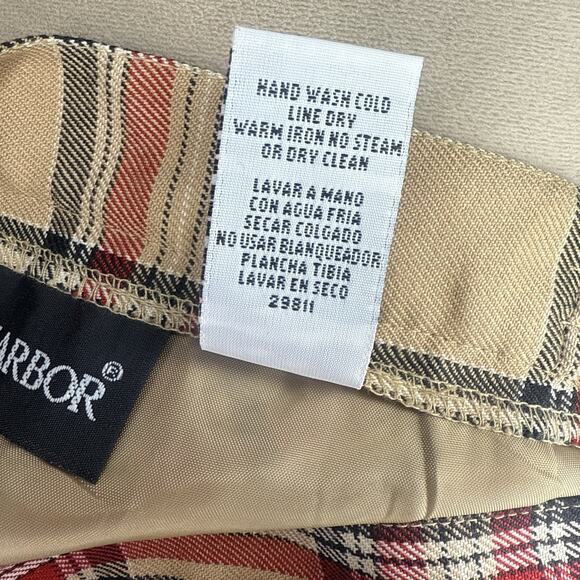 HAND WASH COLD
LINE DRY
WARM IRON NO STEAM
OR DRY CLEAN
LAVAR A MANO
CON AGUA FRIA
SECAR COLGADO
NO USAR BLANQUEADOR
PLANCHA TIBIA
LAVAR EN SECO
29811
ARBOR®